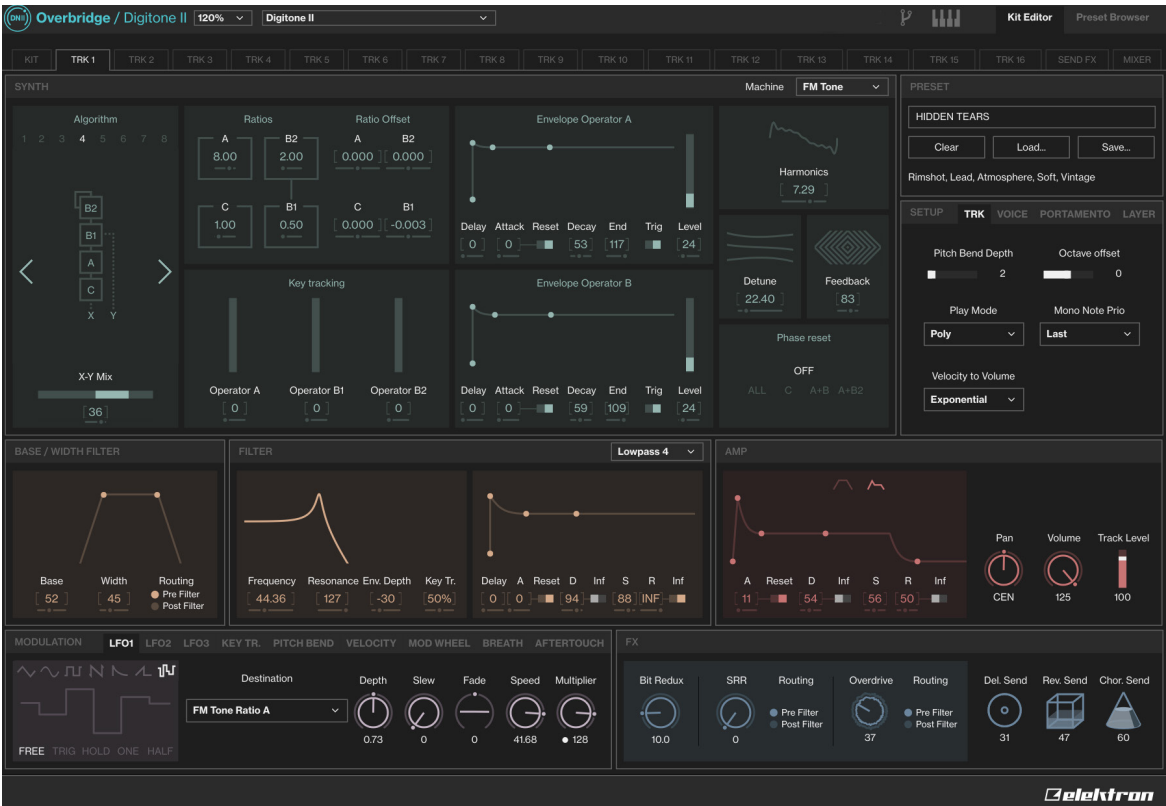 DNII Overbridge / Digitone II 120% Digitone II Kit Editor Preset Browser
KIT TRK 1 TRK 2 TRK 3 TRK 4 TRK 5 TRK 6 TRK 7 TRK 8 TRK 9 TRK 10 TRK 11 TRK 12 TRK 13 TRK 14 TRK 15 TRK 16 SEND FX MIXER
SYNTH Machine FM Tone
Algorithm
1 2 3 4 5 6 7 8
B2
B1
A
C
X Y
X-Y Mix
[36]
Ratios Ratio Offset
A B2 A B2
8.00 2.00 [0.000] [0.000]
C B1 C B1
1.00 0.50 [0.000] [-0.003]
Key tracking
Operator A Operator B1 Operator B2
[0] [0] [0]
Envelope Operator A
Delay Attack Reset Decay End Trig Level
[0] [0] [53] [117] [24]
Envelope Operator B
Delay Attack Reset Decay End Trig Level
[0] [0] [59] [109] [24]
Harmonics
[7.29]
Detune Feedback
[22.40] [83]
Phase reset
OFF
ALL C A+B A+B2
PRESET
HIDDEN TEARS
Clear Load... Save...
Rimshot, Lead, Atmosphere, Soft, Vintage
SETUP TRK VOICE PORTAMENTO LAYER
Pitch Bend Depth Octave offset
2 0
Play Mode Mono Note Prio
Poly Last
Velocity to Volume
Exponential
BASE / WIDTH FILTER
Base Width Routing
[52] [45] Pre Filter
Post Filter
FILTER Lowpass 4
Frequency Resonance Env. Depth Key Tr. Delay A Reset D Inf S R Inf
[44.36] [127] [-30] [50%] [0] [0] [94] [88] [INF]
AMP
A Reset D Inf S R Inf
[11] [54] [56] [50]
Pan Volume Track Level
CEN 125 100
MODULATION LFO1 LFO2 LFO3 KEY TR. PITCH BEND VELOCITY MOD WHEEL BREATH AFTERTOUCH
FREE TRIG HOLD ONE HALF
Destination Depth Slew Fade Speed Multiplier
FM Tone Ratio A
0.73 0 0 41.68 128
FX
Bit Redux SRR Routing Overdrive Routing Del. Send Rev. Send Chor. Send
Pre Filter Pre Filter
Post Filter Post Filter
10.0 0 37 31 47 60
elektron